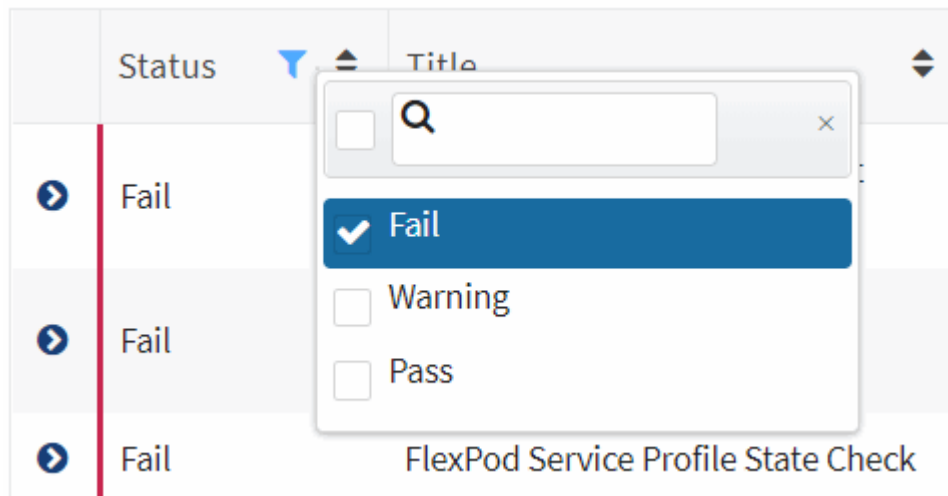 Status Title
Fail
Fail
Warning
Fail
Pass
Fail FlexPod Service Profile State Check